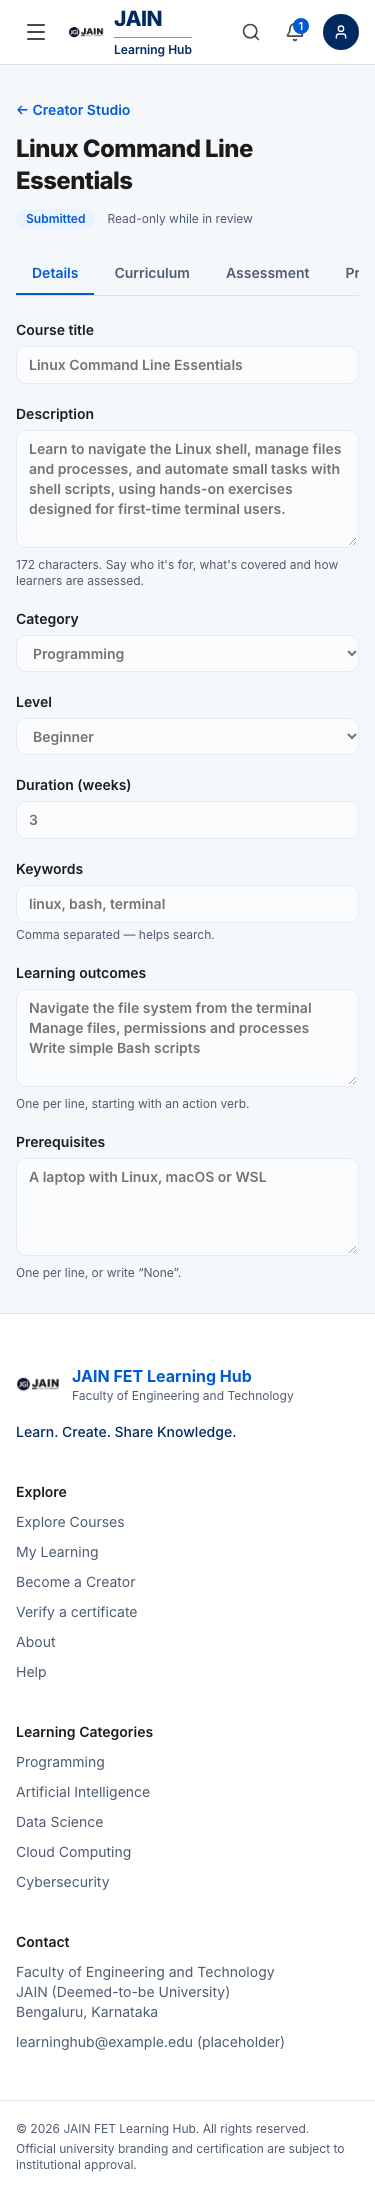 JGI JAIN
JAIN
Learning Hub
1
← Creator Studio
Linux Command Line
Essentials
Submitted
Read-only while in review
Details
Curriculum
Assessment
Pr
Course title
Linux Command Line Essentials
Description
Learn to navigate the Linux shell, manage files
and processes, and automate small tasks with
shell scripts, using hands-on exercises
designed for first-time terminal users.
172 characters. Say who it's for, what's covered and how
learners are assessed.
Category
Programming
Level
Beginner
Duration (weeks)
3
Keywords
linux, bash, terminal
Comma separated — helps search.
Learning outcomes
Navigate the file system from the terminal
Manage files, permissions and processes
Write simple Bash scripts
One per line, starting with an action verb.
Prerequisites
A laptop with Linux, macOS or WSL
One per line, or write “None”.
JGI JAIN
JAIN FET Learning Hub
Faculty of Engineering and Technology
Learn. Create. Share Knowledge.
Explore
Explore Courses
My Learning
Become a Creator
Verify a certificate
About
Help
Learning Categories
Programming
Artificial Intelligence
Data Science
Cloud Computing
Cybersecurity
Contact
Faculty of Engineering and Technology
JAIN (Deemed-to-be University)
Bengaluru, Karnataka
learninghub@example.edu (placeholder)
© 2026 JAIN FET Learning Hub. All rights reserved.
Official university branding and certification are subject to
institutional approval.